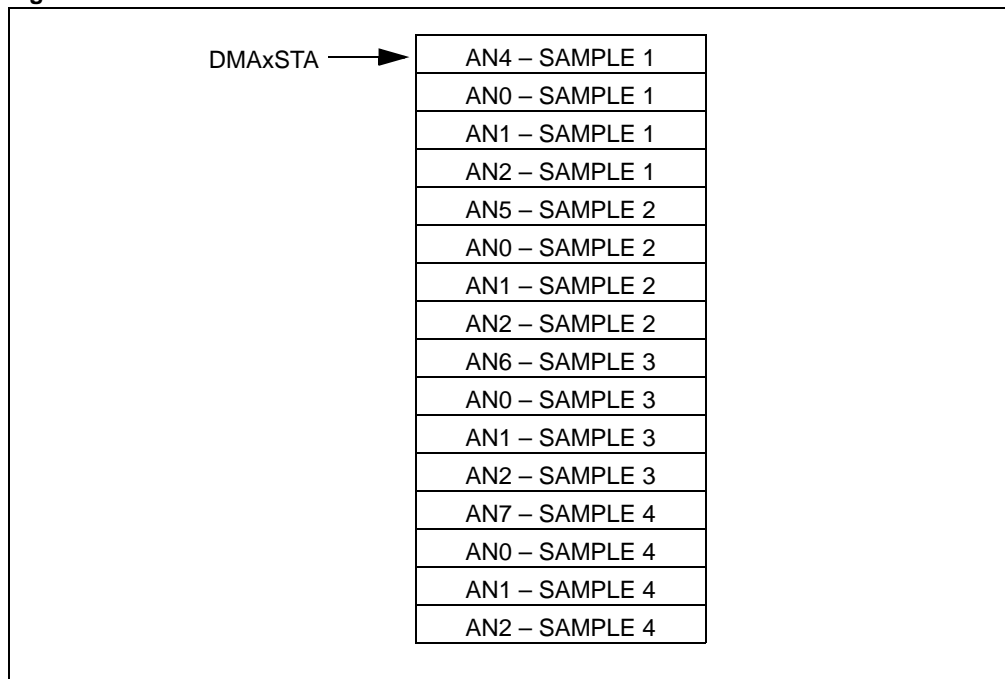 DMAxSTA
AN4 – SAMPLE 1
AN0 – SAMPLE 1
AN1 – SAMPLE 1
AN2 – SAMPLE 1
AN5 – SAMPLE 2
AN0 – SAMPLE 2
AN1 – SAMPLE 2
AN2 – SAMPLE 2
AN6 – SAMPLE 3
AN0 – SAMPLE 3
AN1 – SAMPLE 3
AN2 – SAMPLE 3
AN7 – SAMPLE 4
AN0 – SAMPLE 4
AN1 – SAMPLE 4
AN2 – SAMPLE 4